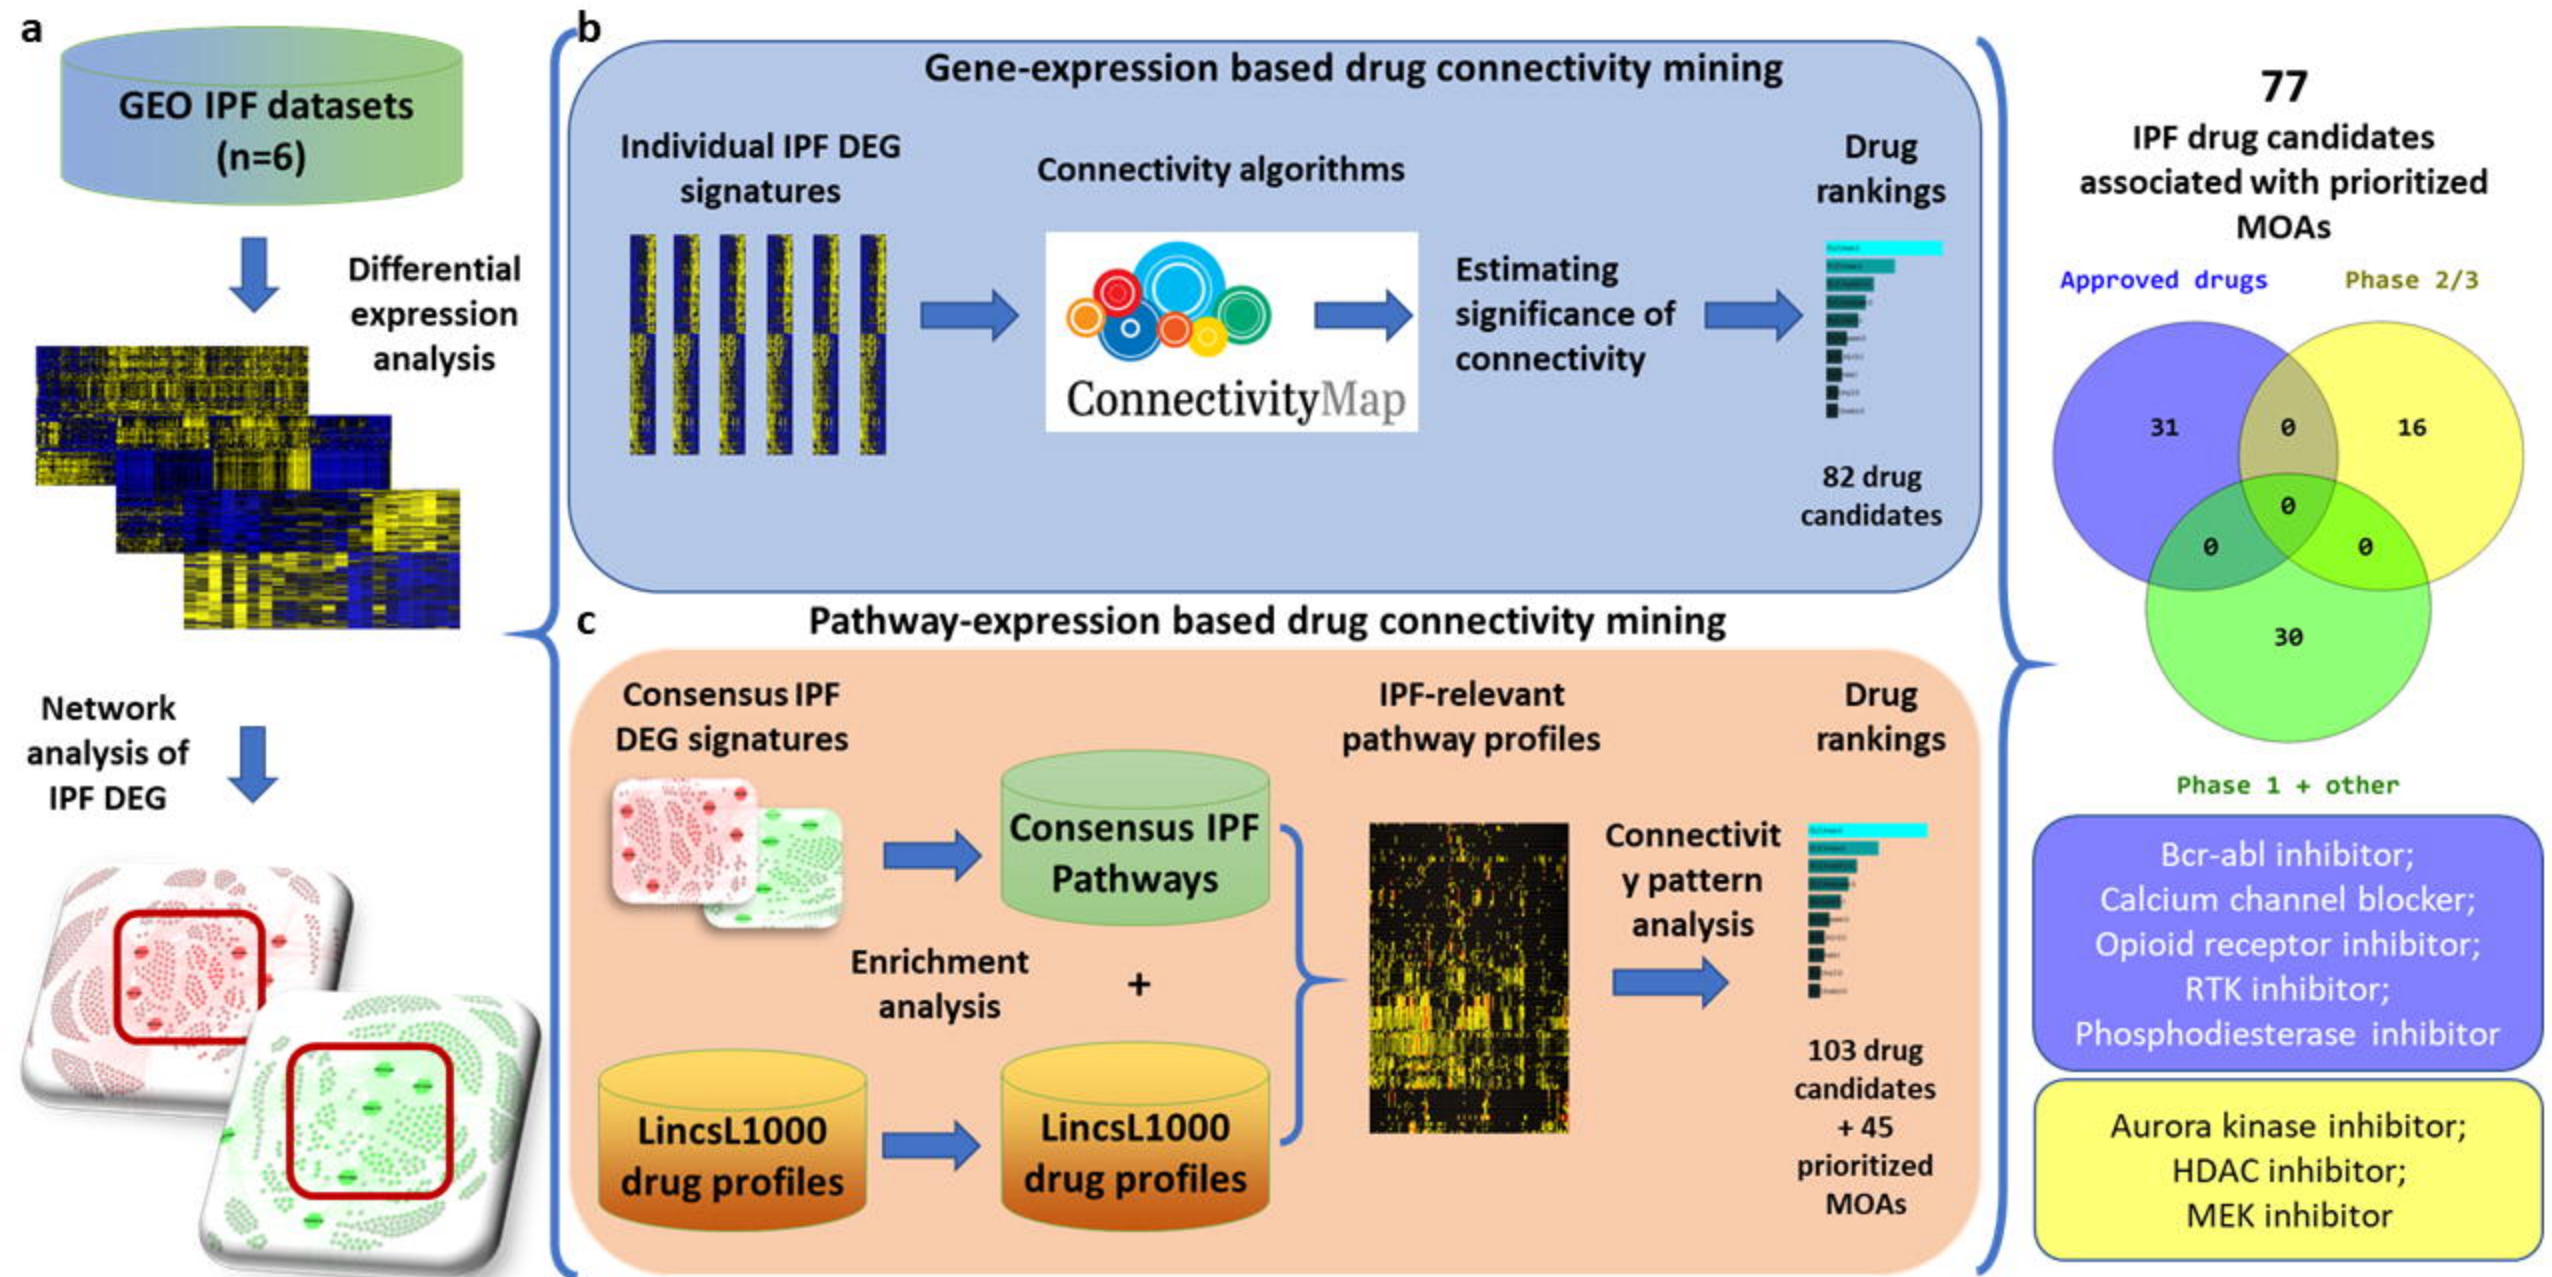 a
GEO IPF datasets
(n=6)
Differential
expression
analysis
Network
analysis of
IPF DEG
b
Gene-expression based drug connectivity mining
Individual IPF DEG
signatures
Connectivity algorithms
ConnectivityMap
Estimating
significance of
connectivity
Drug
rankings
82 drug
candidates
c
Pathway-expression based drug connectivity mining
Consensus IPF
DEG signatures
Consensus IPF
Pathways
Enrichment
analysis
+
LincsL1000
drug profiles
LincsL1000
drug profiles
IPF-relevant
pathway profiles
Connectivit
y pattern
analysis
Drug
rankings
103 drug
candidates
+ 45
prioritized
MOAs
77
IPF drug candidates
associated with prioritized
MOAs
Approved drugs
Phase 2/3
31
0
16
0
0
0
30
Phase 1 + other
Bcr-abl inhibitor;
Calcium channel blocker;
Opioid receptor inhibitor;
RTK inhibitor;
Phosphodiesterase inhibitor
Aurora kinase inhibitor;
HDAC inhibitor;
MEK inhibitor